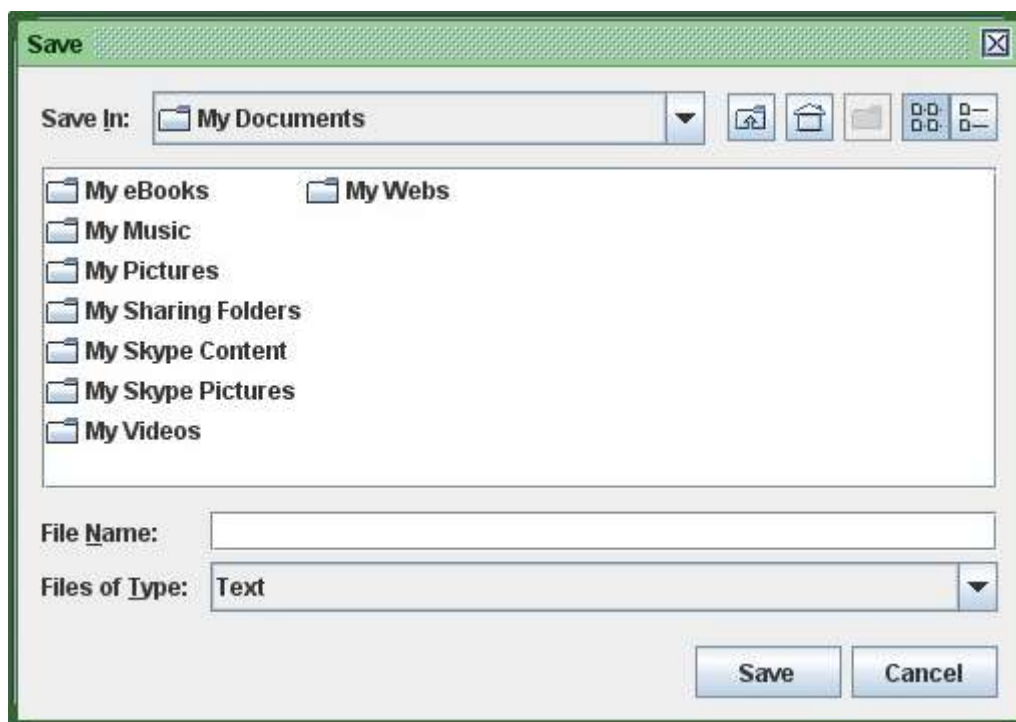 Save
Save In: My Documents
My eBooks My Webs
My Music
My Pictures
My Sharing Folders
My Skype Content
My Skype Pictures
My Videos
File Name:
Files of Type: Text
Save Cancel